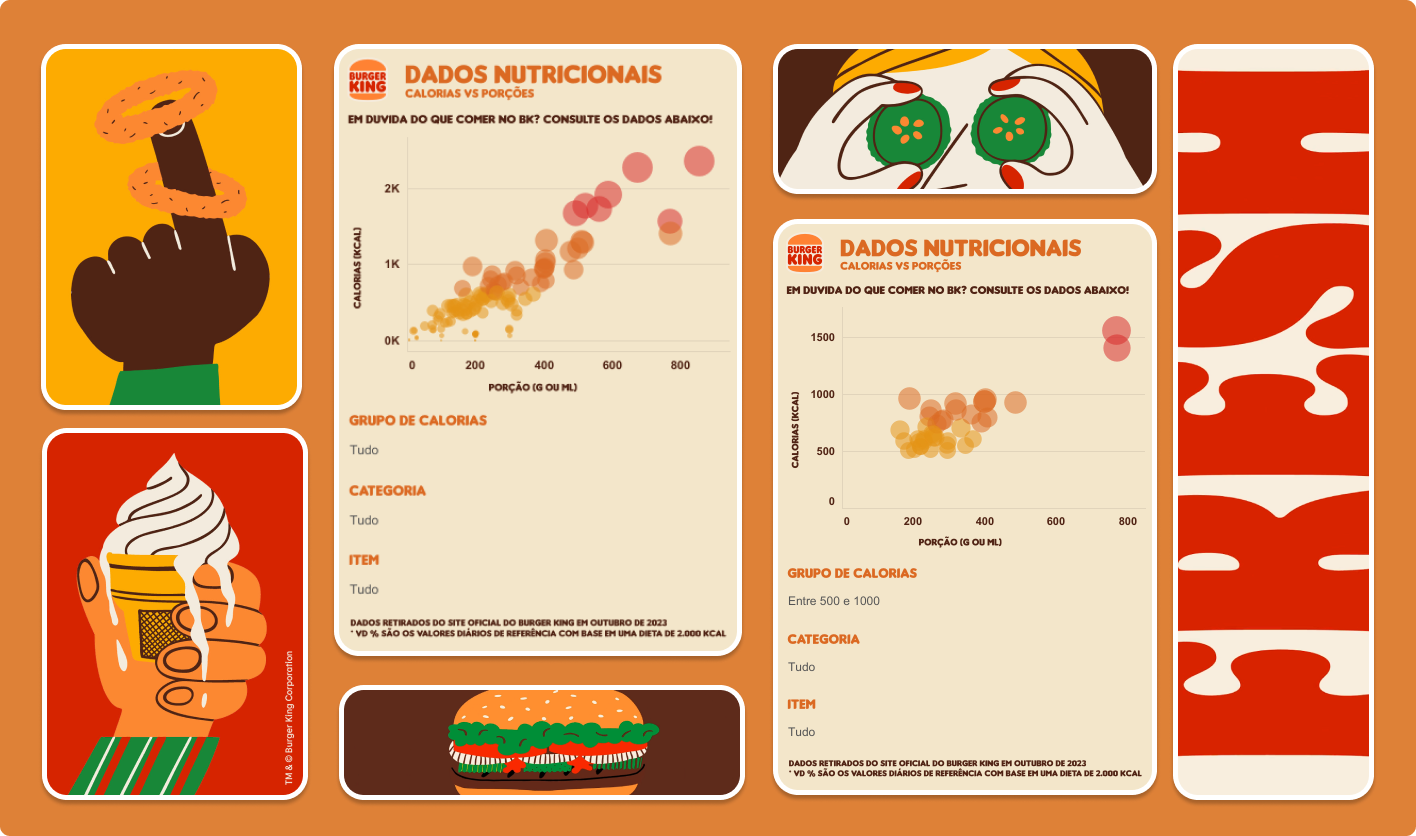 BURGER
KING
DADOS NUTRICIONAIS
CALORIAS VS PORÇÕES
EM DUVIDA DO QUE COMER NO BK? CONSULTE OS DADOS ABAIXO!
CALORIAS (KCAL)
2K
1K
0K
0 200 400 600 800
PORÇÃO (G OU ML)
GRUPO DE CALORIAS
Tudo
CATEGORIA
Tudo
ITEM
Tudo
DADOS RETIRADOS DO SITE OFICIAL DO BURGER KING EM OUTUBRO DE 2023
* VD % SÃO OS VALORES DIÁRIOS DE REFERÊNCIA COM BASE EM UMA DIETA DE 2.000 KCAL
TM & © Burger King Corporation
BURGER
KING
DADOS NUTRICIONAIS
CALORIAS VS PORÇÕES
EM DUVIDA DO QUE COMER NO BK? CONSULTE OS DADOS ABAIXO!
CALORIAS (KCAL)
1500
1000
500
0
0 200 400 600 800
PORÇÃO (G OU ML)
GRUPO DE CALORIAS
Entre 500 e 1000
CATEGORIA
Tudo
ITEM
Tudo
DADOS RETIRADOS DO SITE OFICIAL DO BURGER KING EM OUTUBRO DE 2023
* VD % SÃO OS VALORES DIÁRIOS DE REFERÊNCIA COM BASE EM UMA DIETA DE 2.000 KCAL